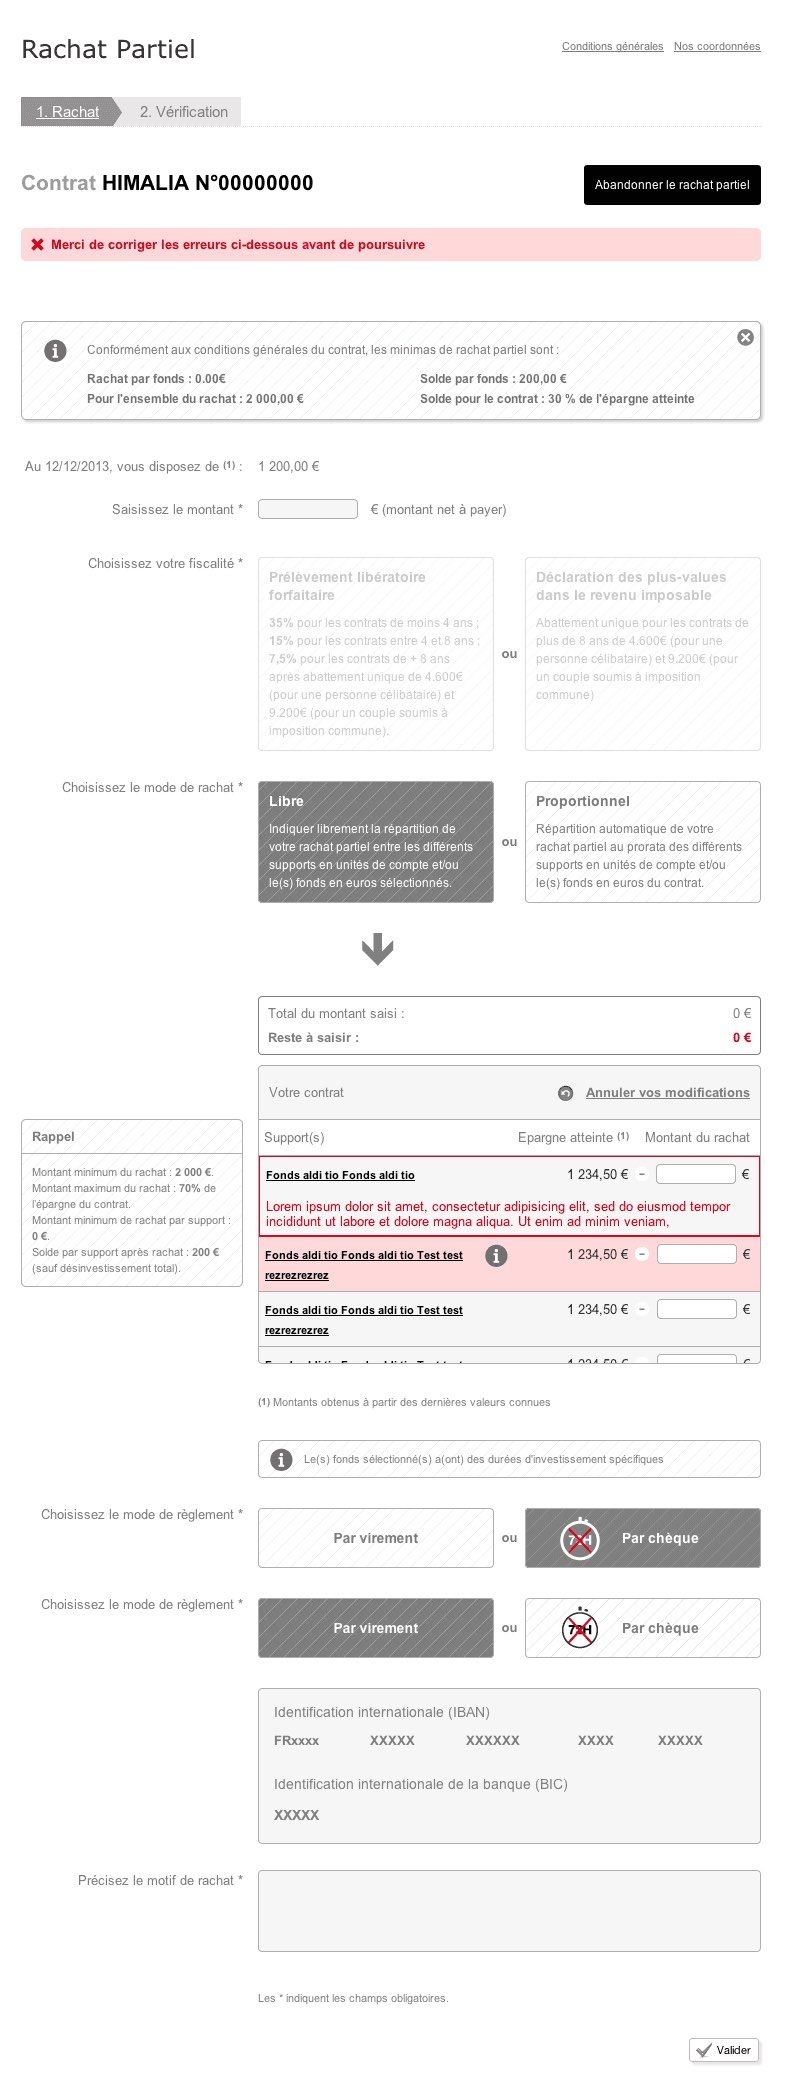 Rachat Partiel
Conditions générales Nos coordonnées
1. Rachat 2. Vérification
Contrat HIMALIA N°00000000
Abandonner le rachat partiel
Merci de corriger les erreurs ci-dessous avant de poursuivre
Conformément aux conditions générales du contrat, les minimas de rachat partiel sont :
Rachat par fonds : 0.00€ Solde par fonds : 200,00 €
Pour l'ensemble du rachat : 2 000,00 € Solde pour le contrat : 30 % de l'épargne atteinte
Au 12/12/2013, vous disposez de (1) : 1 200,00 €
Saisissez le montant * € (montant net à payer)
Choisissez votre fiscalité *
Prélèvement libératoire
forfaitaire
35% pour les contrats de moins 4 ans ;
15% pour les contrats entre 4 et 8 ans ;
7,5% pour les contrats de + 8 ans
après abattement unique de 4.600€
(pour une personne célibataire) et
9.200€ (pour un couple soumis à
imposition commune).
ou
Déclaration des plus-values
dans le revenu imposable
Abattement unique pour les contrats de
plus de 8 ans de 4.600€ (pour une
personne célibataire) et 9.200€ (pour
un couple soumis à imposition
commune)
Choisissez le mode de rachat *
Libre
Indiquer librement la répartition de
votre rachat partiel entre les différents
supports en unités de compte et/ou
le(s) fonds en euros sélectionnés.
ou
Proportionnel
Répartition automatique de votre
rachat partiel au prorata des différents
supports en unités de compte et/ou
le(s) fonds en euros du contrat.
Total du montant saisi : 0 €
Reste à saisir : 0 €
Votre contrat Annuler vos modifications
Support(s) Epargne atteinte (1) Montant du rachat
Fonds aldi tio Fonds aldi tio 1 234,50 € - €
Lorem ipsum dolor sit amet, consectetur adipisicing elit, sed do eiusmod tempor
incididunt ut labore et dolore magna aliqua. Ut enim ad minim veniam,
Fonds aldi tio Fonds aldi tio Test test 1 234,50 € - €
rezrezrezrez
Fonds aldi tio Fonds aldi tio Test test 1 234,50 € - €
rezrezrezrez
Fonds aldi tio Fonds aldi tio Test test 1 234,50 € - €
Rappel
Montant minimum du rachat : 2 000 €.
Montant maximum du rachat : 70% de
l'épargne du contrat.
Montant minimum de rachat par support :
0 €.
Solde par support après rachat : 200 €
(sauf désinvestissement total).
(1) Montants obtenus à partir des dernières valeurs connues
Le(s) fonds sélectionné(s) a(ont) des durées d'investissement spécifiques
Choisissez le mode de règlement *
Par virement ou 72H Par chèque
Choisissez le mode de règlement *
Par virement ou 72H Par chèque
Identification internationale (IBAN)
FRxxxx XXXXX XXXXXX XXXX XXXXX
Identification internationale de la banque (BIC)
XXXXX
Précisez le motif de rachat *
Les * indiquent les champs obligatoires.
Valider